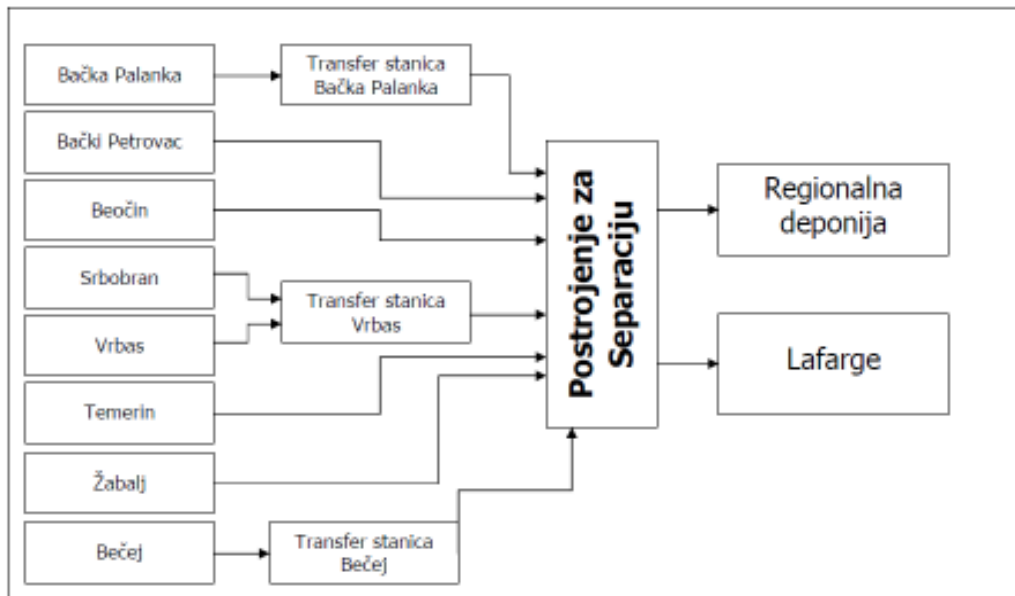 Bačka Palanka
Transfer stanica
Bačka Palanka
Bački Petrovac
Beočin
Srbobran
Transfer stanica
Vrbas
Vrbas
Temerin
Žabalj
Bečej
Transfer stanica
Bečej
Postrojenje za
Separaciju
Regionalna
deponija
Lafarge